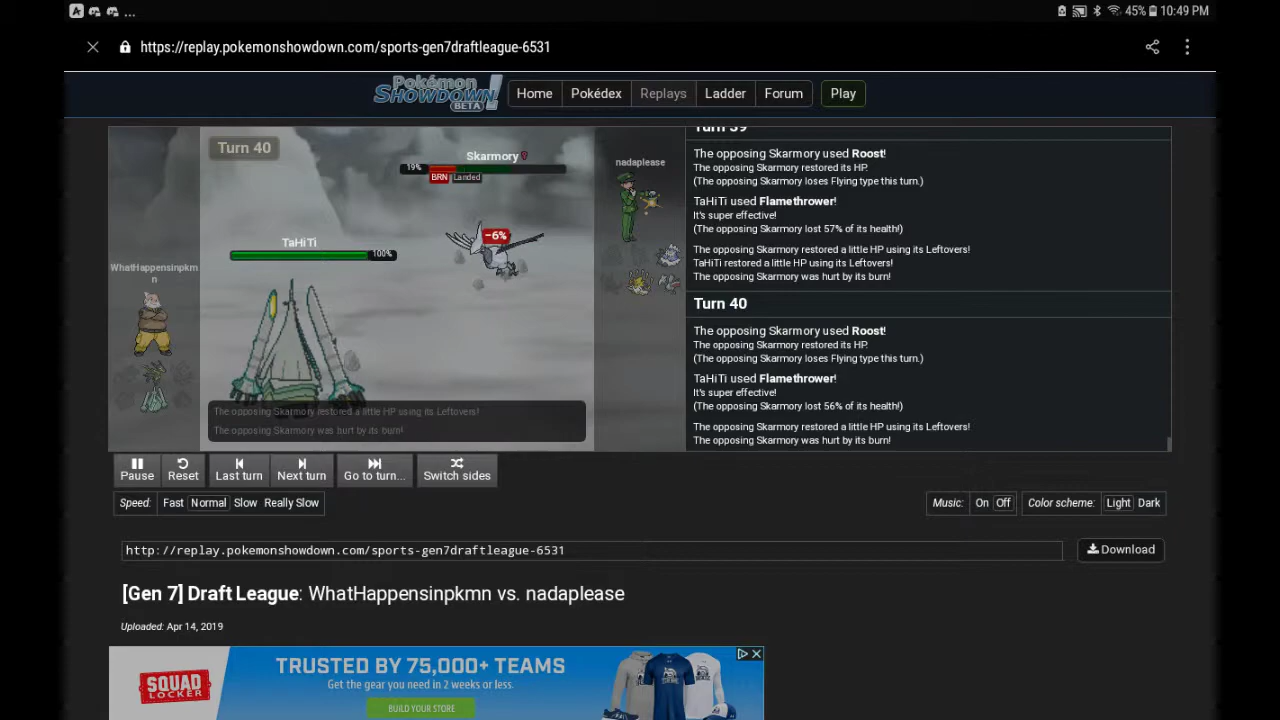 ...
45% 10:49 PM
https://replay.pokemonshowdown.com/sports-gen7draftleague-6531
Pokémon
SHOWDOWN!
BETA
Home Pokédex Replays Ladder Forum Play
Turn 40
Skarmory
19%
BRN Landed
-6%
TaHiTi
100%
WhatHappensinpkm
n
nadaplease
The opposing Skarmory restored a little HP using its Leftovers!
The opposing Skarmory was hurt by its burn!
Turn 39
The opposing Skarmory used Roost!
The opposing Skarmory restored its HP.
(The opposing Skarmory loses Flying type this turn.)
TaHiTi used Flamethrower!
It's super effective!
(The opposing Skarmory lost 57% of its health!)
The opposing Skarmory restored a little HP using its Leftovers!
TaHiTi restored a little HP using its Leftovers!
The opposing Skarmory was hurt by its burn!
Turn 40
The opposing Skarmory used Roost!
The opposing Skarmory restored its HP.
(The opposing Skarmory loses Flying type this turn.)
TaHiTi used Flamethrower!
It's super effective!
(The opposing Skarmory lost 56% of its health!)
The opposing Skarmory restored a little HP using its Leftovers!
The opposing Skarmory was hurt by its burn!
Pause Reset Last turn Next turn Go to turn... Switch sides
Speed: Fast Normal Slow Really Slow
Music: On Off Color scheme: Light Dark
http://replay.pokemonshowdown.com/sports-gen7draftleague-6531
Download
[Gen 7] Draft League: WhatHappensinpkmn vs. nadaplease
Uploaded: Apr 14, 2019
SQUAD
LOCKER
TRUSTED BY 75,000+ TEAMS
Get the gear you need in 2 weeks or less.
BUILD YOUR STORE